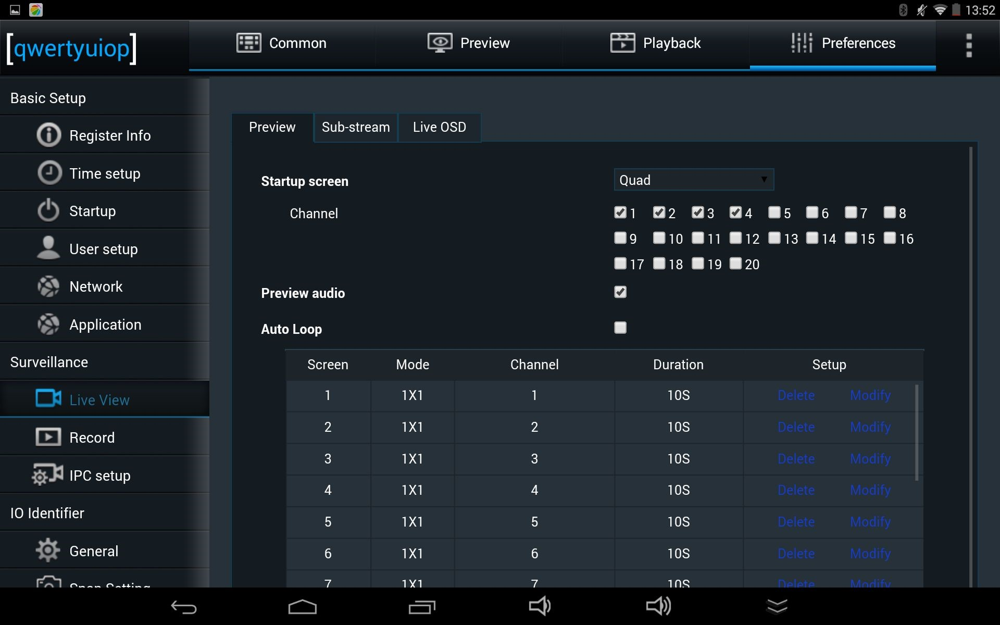 13:52
[qwertyuiop]
Common
Preview
Playback
Preferences
Basic Setup
Register Info
Time setup
Startup
User setup
Network
Application
Surveillance
Live View
Record
IPC setup
IO Identifier
General
Snap Setting
Preview Sub-stream Live OSD
Startup screen Quad
Channel 1 2 3 4 5 6 7 8
9 10 11 12 13 14 15 16
17 18 19 20
Preview audio
Auto Loop
Screen Mode Channel Duration Setup
1 1X1 1 10S Delete Modify
2 1X1 2 10S Delete Modify
3 1X1 3 10S Delete Modify
4 1X1 4 10S Delete Modify
5 1X1 5 10S Delete Modify
6 1X1 6 10S Delete Modify
7 1X1 7 10S Delete Modify